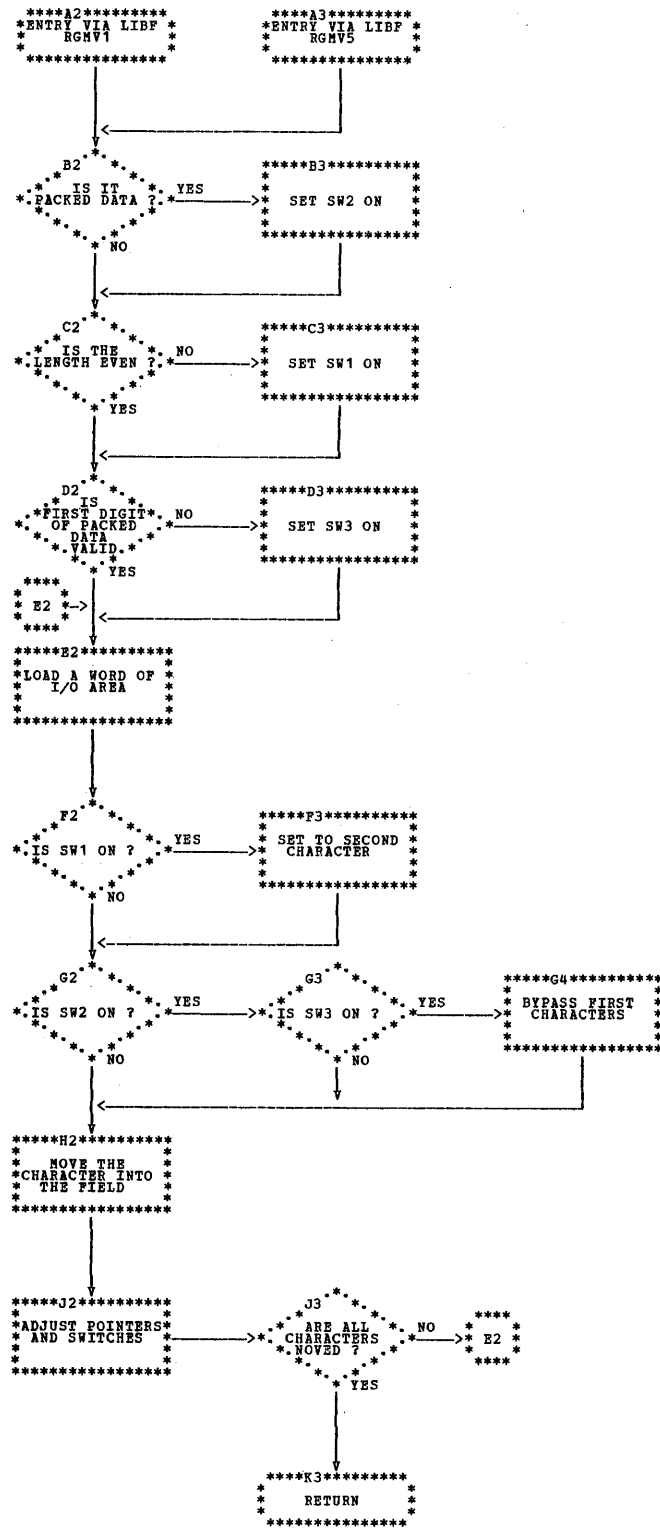 A2
ENTRY VIA LIBF
RGMV1
A3
ENTRY VIA LIBF
RGMV5
B2
IS IT
PACKED DATA ?
YES
NO
B3
SET SW2 ON
C2
IS THE
LENGTH EVEN ?
NO
YES
C3
SET SW1 ON
D2
IS
FIRST DIGIT
OF PACKED
DATA
VALID
NO
YES
D3
SET SW3 ON
E2
E2
LOAD A WORD OF
I/O AREA
F2
IS SW1 ON ?
YES
NO
F3
SET TO SECOND
CHARACTER
G2
IS SW2 ON ?
YES
NO
G3
IS SW3 ON ?
YES
NO
G4
BYPASS FIRST
CHARACTERS
H2
MOVE THE
CHARACTER INTO
THE FIELD
J2
ADJUST POINTERS
AND SWITCHES
J3
ARE ALL
CHARACTERS
NOVED ?
NO
YES
E2
K3
RETURN